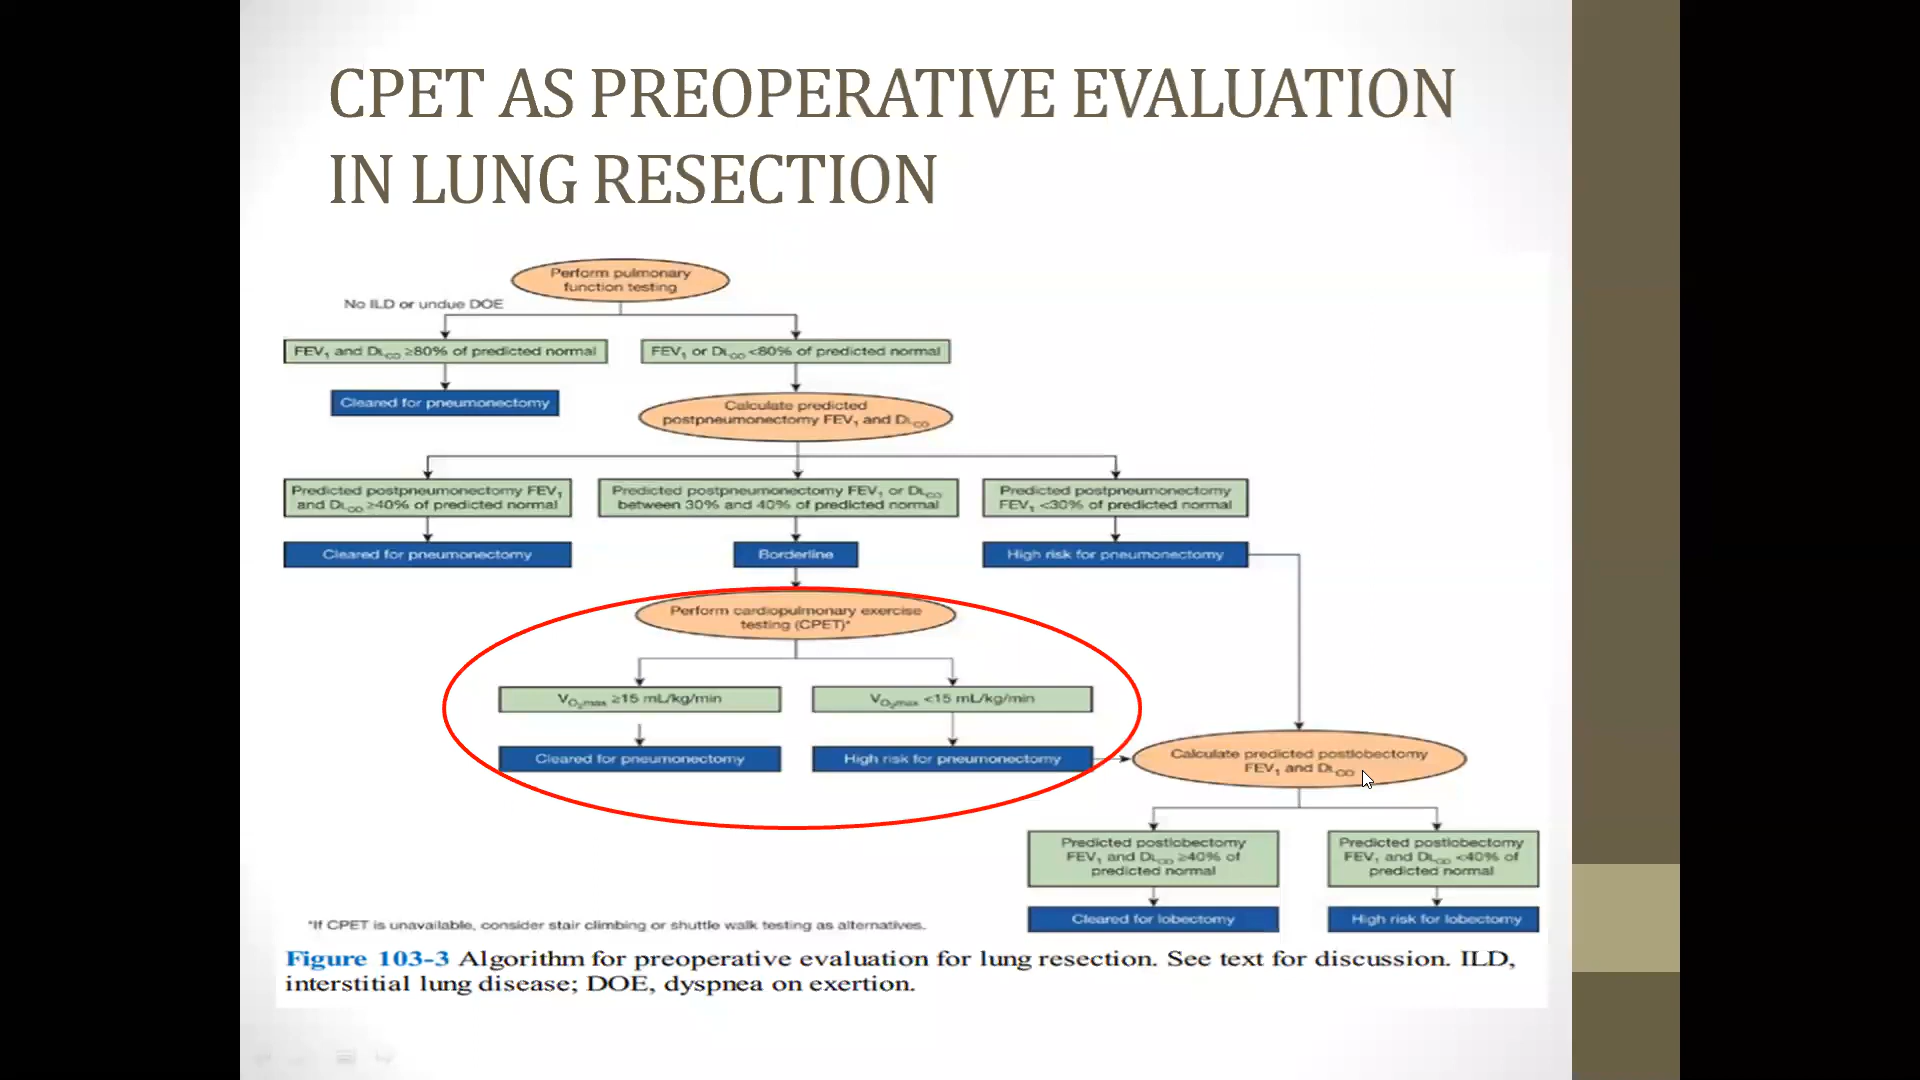 CPET AS PREOPERATIVE EVALUATION
IN LUNG RESECTION
Perform pulmonary
function testing
No ILD or undue DOE
FEV₁ and DLCO ≥80% of predicted normal
FEV₁ or DLCO <80% of predicted normal
Cleared for pneumonectomy
Calculate predicted
postpneumonectomy FEV₁ and DLCO
Predicted postpneumonectomy FEV₁
and DLCO ≥40% of predicted normal
Predicted postpneumonectomy FEV₁ or DLCO
between 30% and 40% of predicted normal
Predicted postpneumonectomy
FEV₁ <30% of predicted normal
Cleared for pneumonectomy
Borderline
High risk for pneumonectomy
Perform cardiopulmonary exercise
testing (CPET)*
VO₂max ≥15 mL/kg/min
VO₂max <15 mL/kg/min
Cleared for pneumonectomy
High risk for pneumonectomy
Calculate predicted postlobectomy
FEV₁ and DLCO
Predicted postlobectomy
FEV₁ and DLCO ≥40% of
predicted normal
Predicted postlobectomy
FEV₁ and DLCO <40% of
predicted normal
Cleared for lobectomy
High risk for lobectomy
*If CPET is unavailable, consider stair climbing or shuttle walk testing as alternatives.
Figure 103-3 Algorithm for preoperative evaluation for lung resection. See text for discussion. ILD,
interstitial lung disease; DOE, dyspnea on exertion.